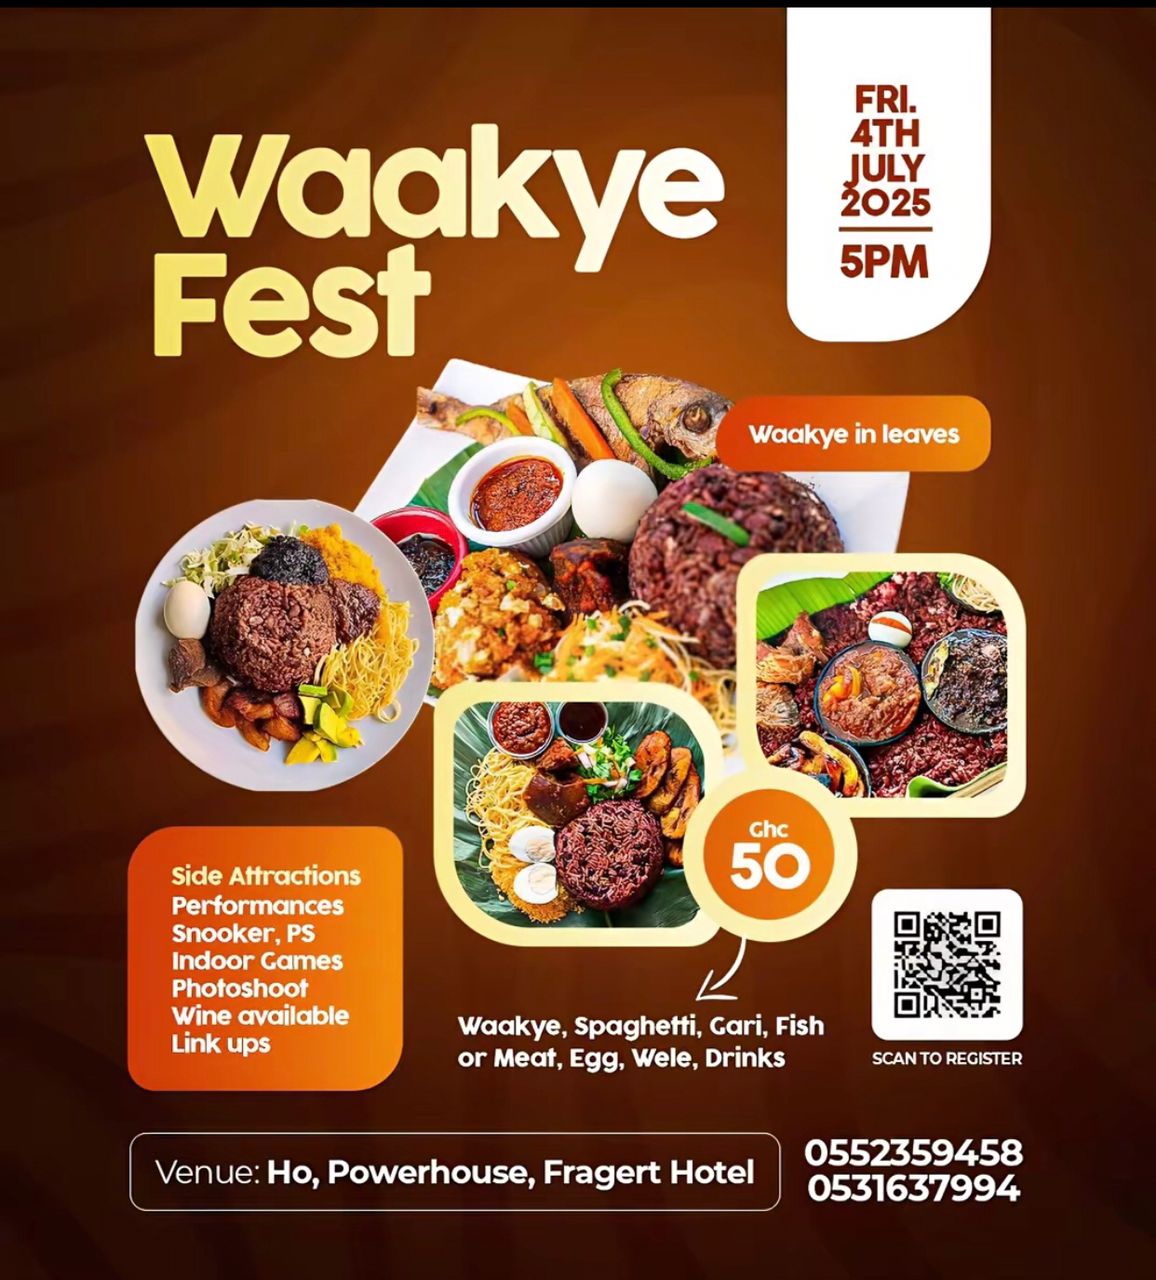 Waakye
Fest
FRI.
4TH
JULY
2025
5PM
Waakye in leaves
Ghc
50
Side Attractions
Performances
Snooker, PS
Indoor Games
Photoshoot
Wine available
Link ups
Waakye, Spaghetti, Gari, Fish
or Meat, Egg, Wele, Drinks
SCAN TO REGISTER
Venue: Ho, Powerhouse, Fragert Hotel
0552359458
0531637994